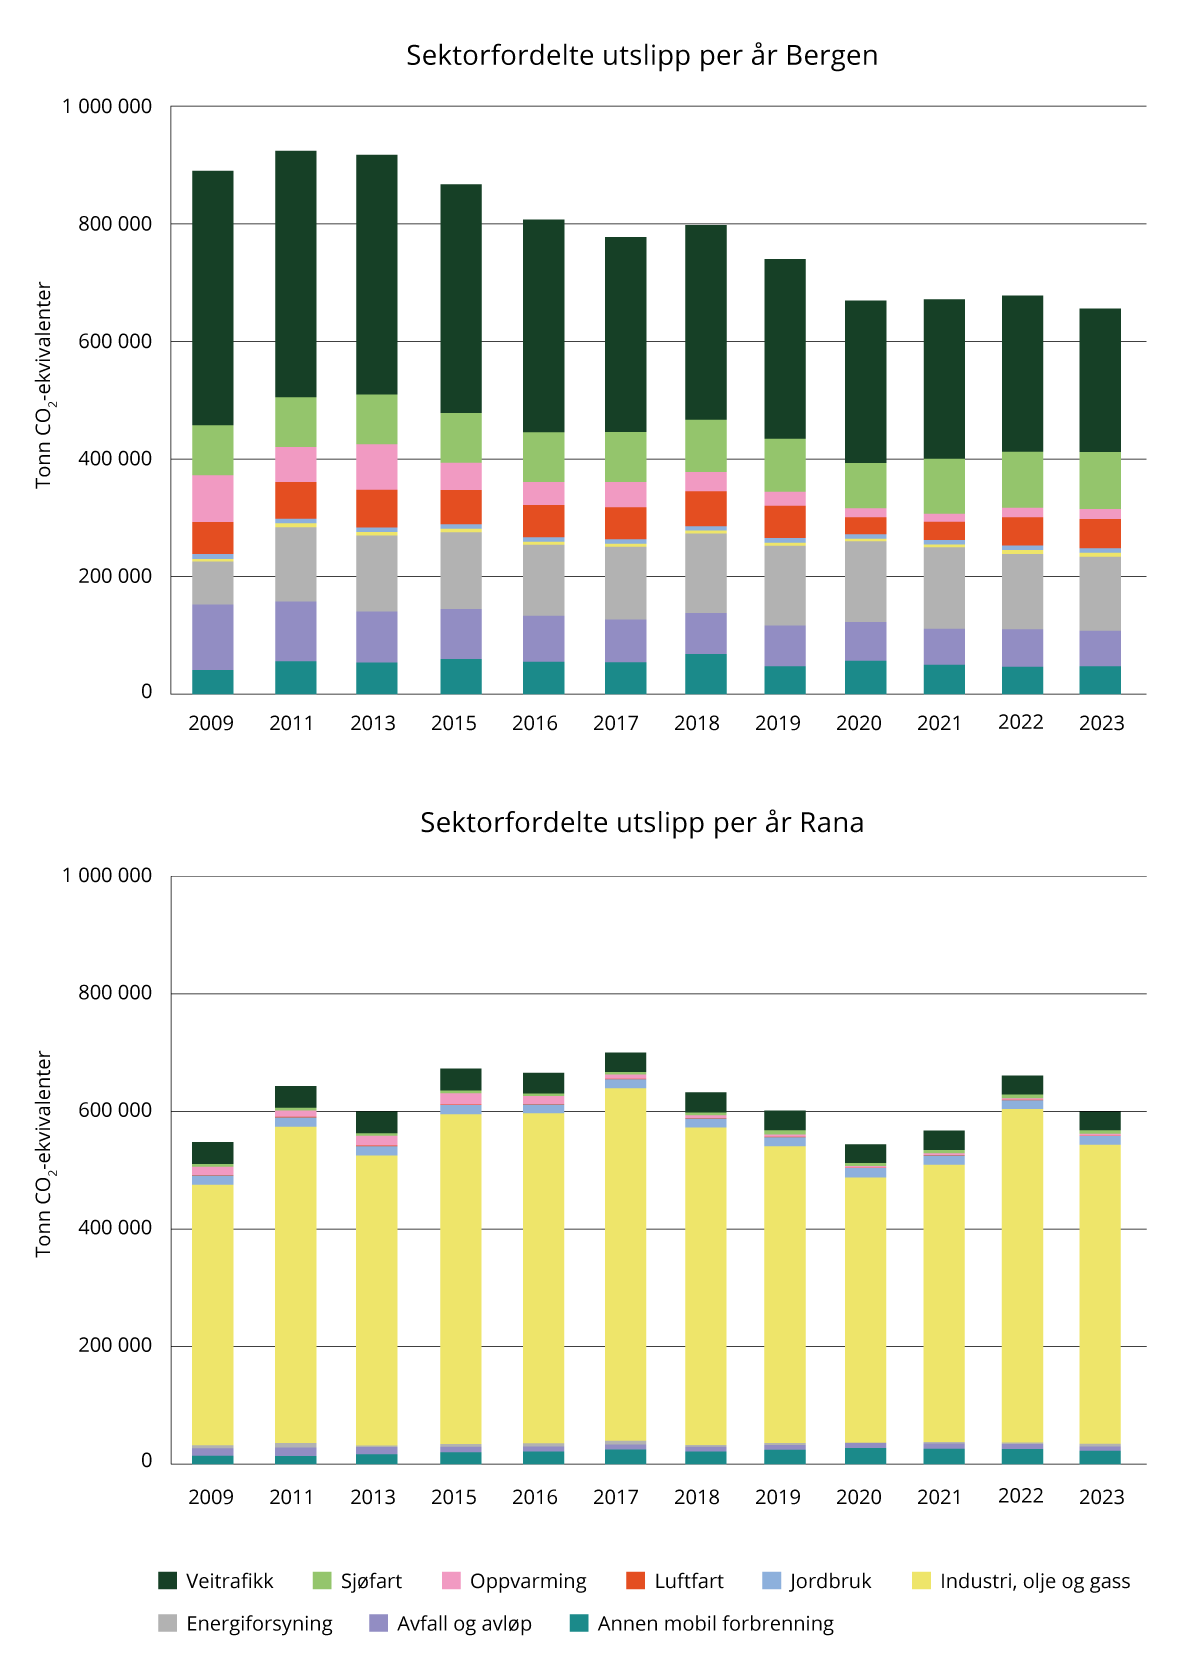 Sektorfordelte utslipp per år Bergen
Tonn CO₂-ekvivalenter
1 000 000
800 000
600 000
400 000
200 000
0
2009 2011 2013 2015 2016 2017 2018 2019 2020 2021 2022 2023
Sektorfordelte utslipp per år Rana
Tonn CO₂-ekvivalenter
1 000 000
800 000
600 000
400 000
200 000
0
2009 2011 2013 2015 2016 2017 2018 2019 2020 2021 2022 2023
Veitrafikk Sjøfart Oppvarming Luftfart Jordbruk Industri, olje og gass
Energiforsyning Avfall og avløp Annen mobil forbrenning